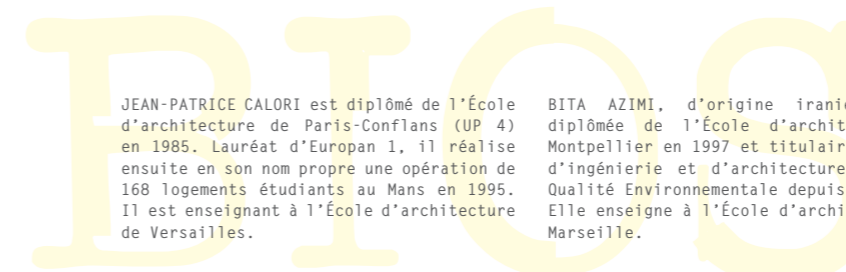 BIOS
JEAN-PATRICE CALORI est diplômé de l'École
d'architecture de Paris-Conflans (UP 4)
en 1985. Lauréat d'Europan 1, il réalise
ensuite en son nom propre une opération de
168 logements étudiants au Mans en 1995.
Il est enseignant à l'École d'architecture
de Versailles.
BITA AZIMI, d'origine
diplômée de l'École
Montpellier en 1997 et
d'ingénierie et d'architecture
Qualité Environnementale depuis
Elle enseigne à l'École
Marseille.